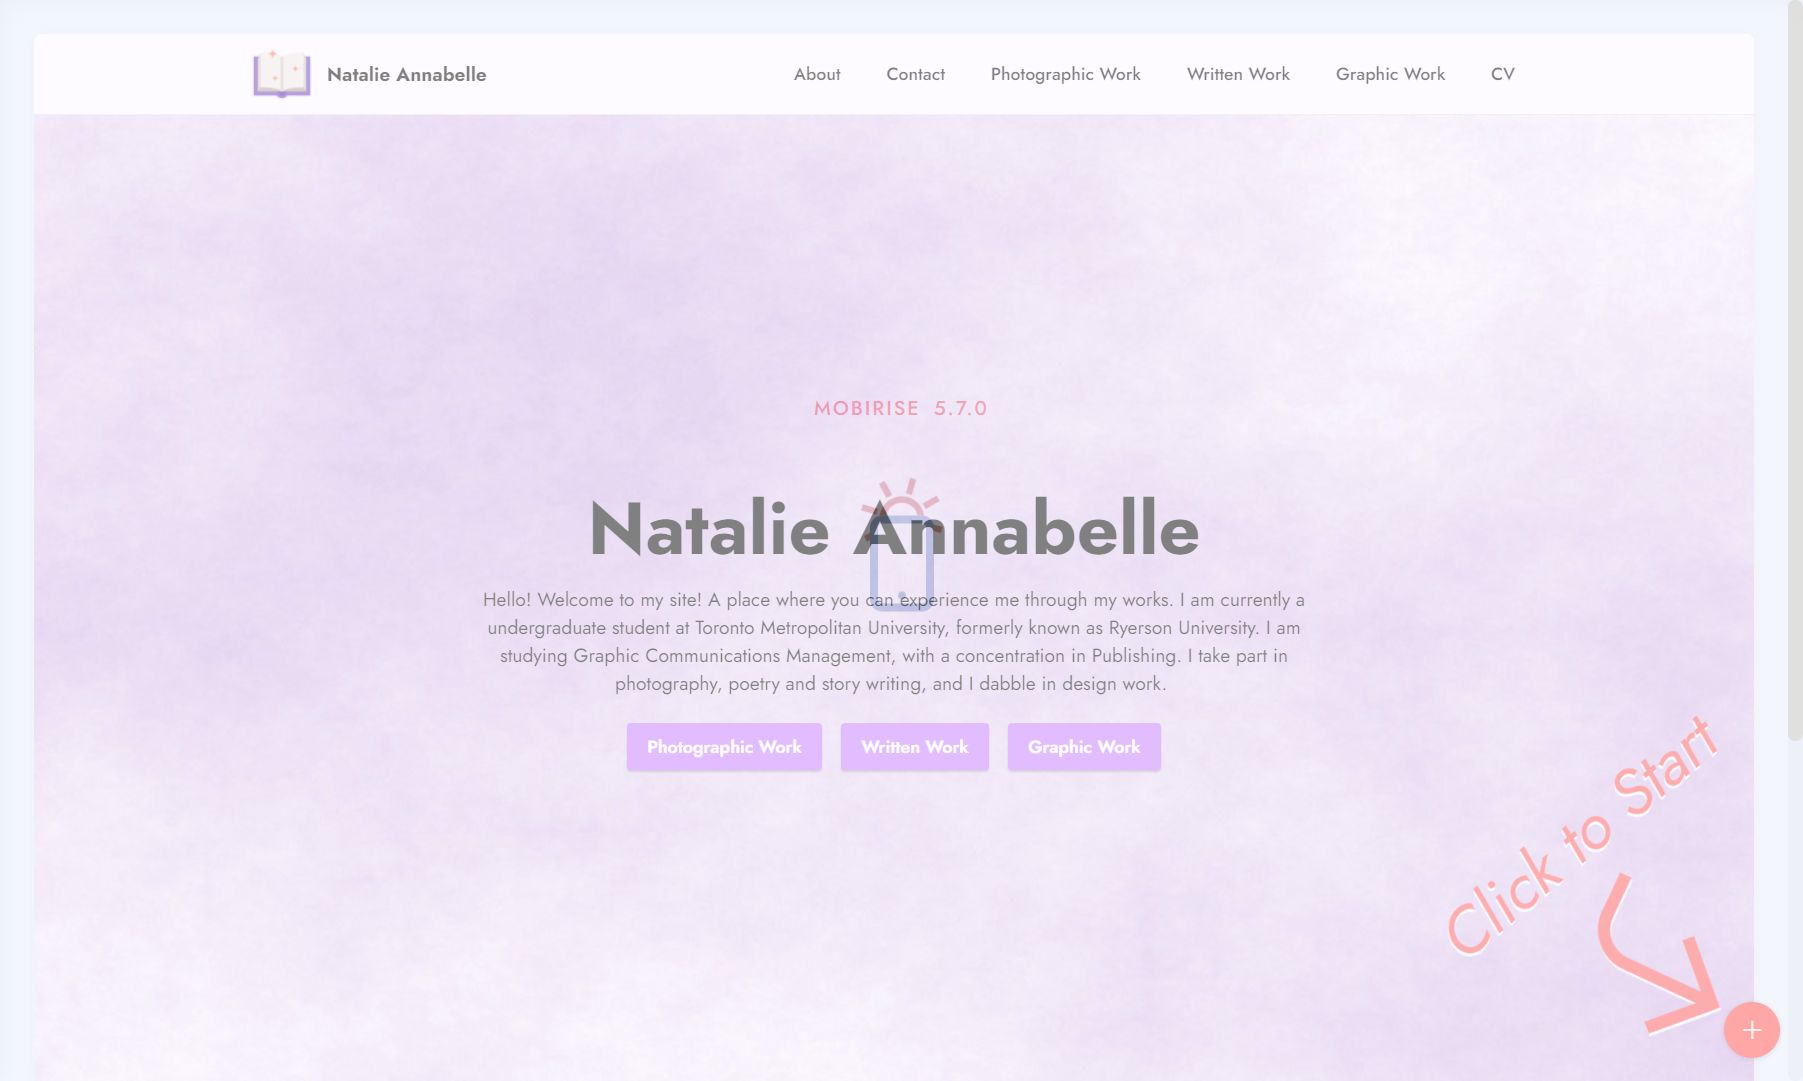 Natalie Annabelle
About
Contact
Photographic Work
Written Work
Graphic Work
CV
MOBIRISE 5.7.0
Natalie Annabelle
Hello! Welcome to my site! A place where you can experience me through my works. I am currently a
undergraduate student at Toronto Metropolitan University, formerly known as Ryerson University. I am
studying Graphic Communications Management, with a concentration in Publishing. I take part in
photography, poetry and story writing, and I dabble in design work.
Photographic Work
Written Work
Graphic Work
Click to Start